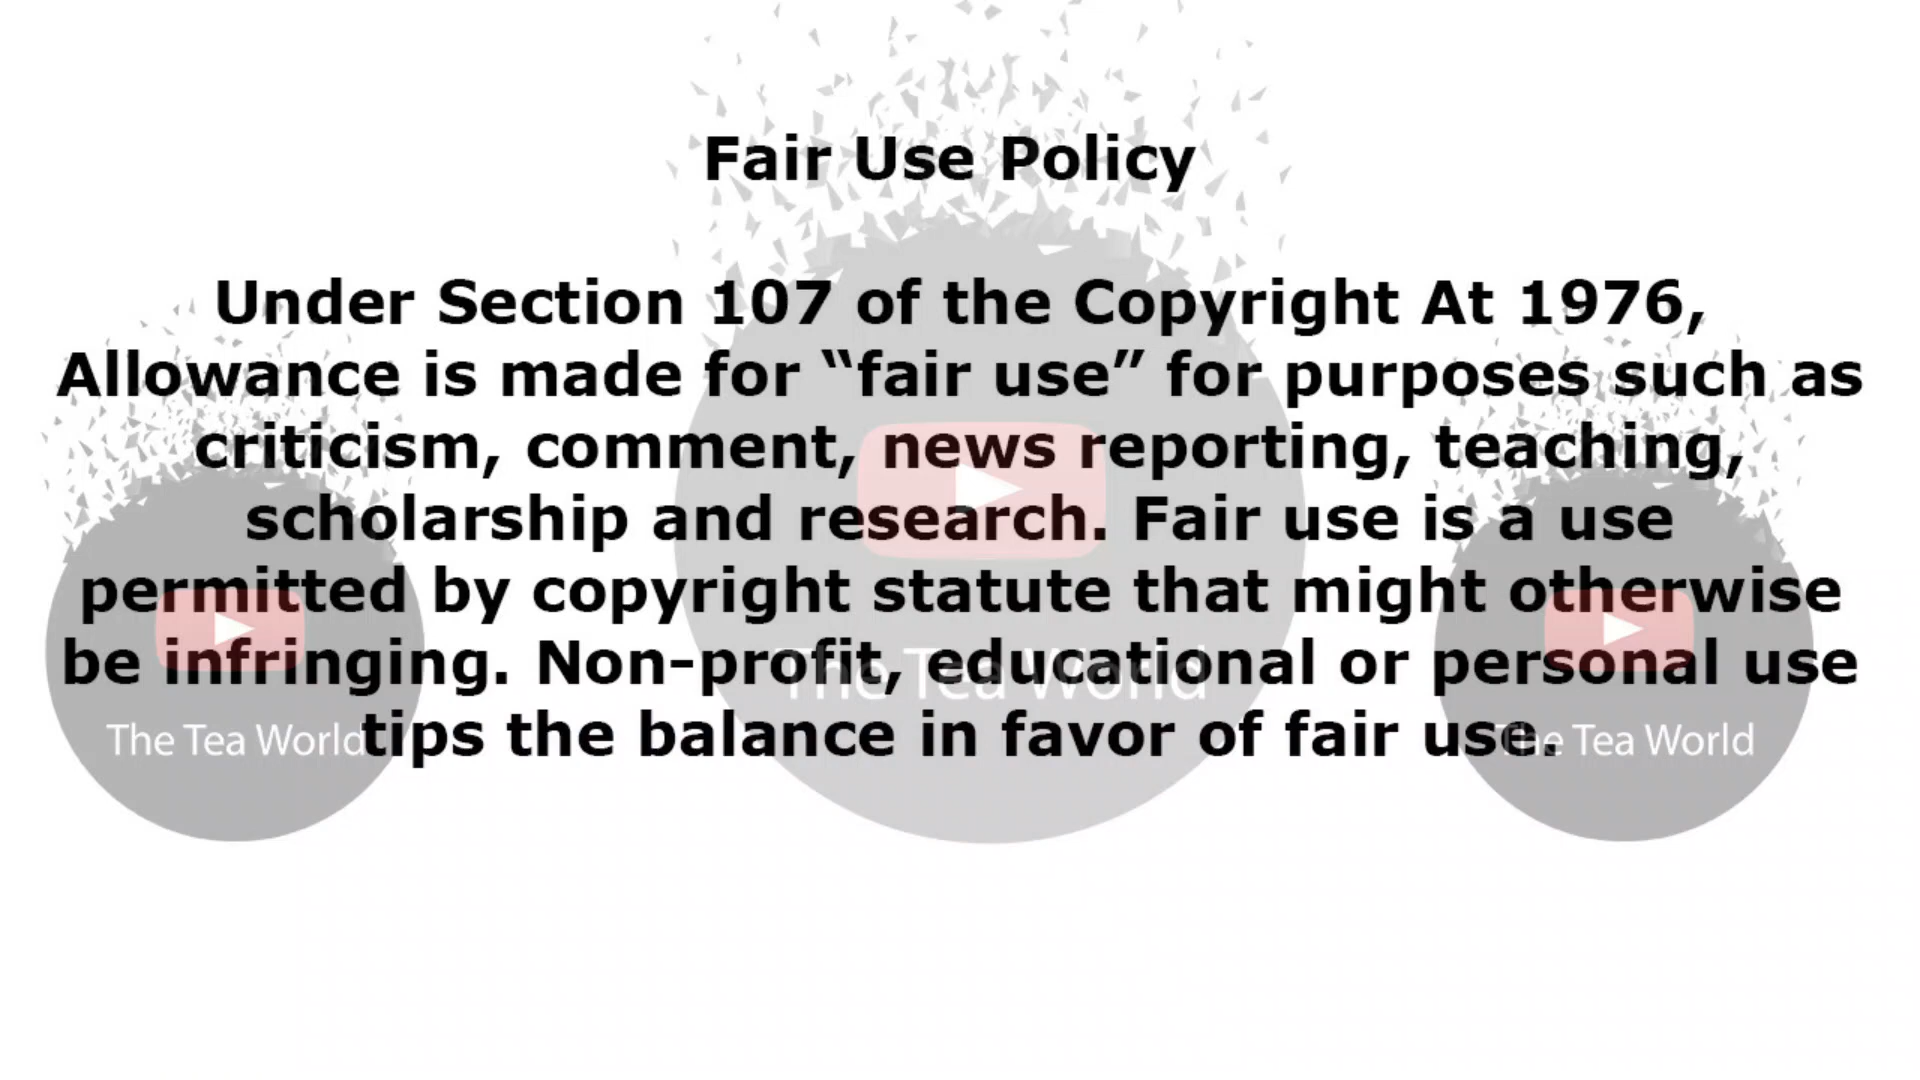 Fair Use Policy
Under Section 107 of the Copyright At 1976,
Allowance is made for “fair use” for purposes such as
criticism, comment, news reporting, teaching,
scholarship and research. Fair use is a use
permitted by copyright statute that might otherwise
be infringing. Non-profit, educational or personal use
tips the balance in favor of fair use.
The Tea World
The Tea World
The Tea World